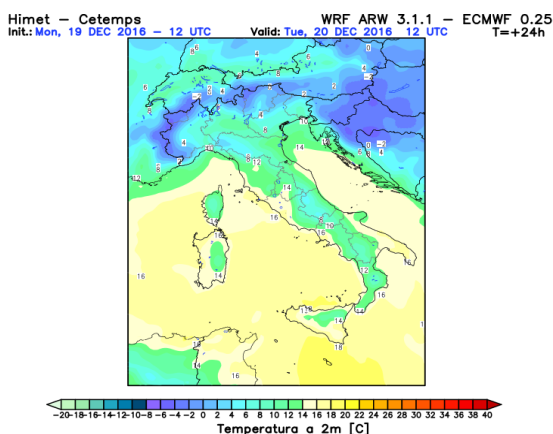 Himet – Cetemps WRF ARW 3.1.1 – ECMWF 0.25
Init.: Mon, 19 DEC 2016 – 12 UTC Valid: Tue, 20 DEC 2016 12 UTC T=+24h
-20 -18 -16 -14 -12 -10 -8 -6 -4 -2 0 2 4 6 8 10 12 14 16 18 20 22 24 26 28 30 32 34 36 38 40
Temperatura a 2m [C]